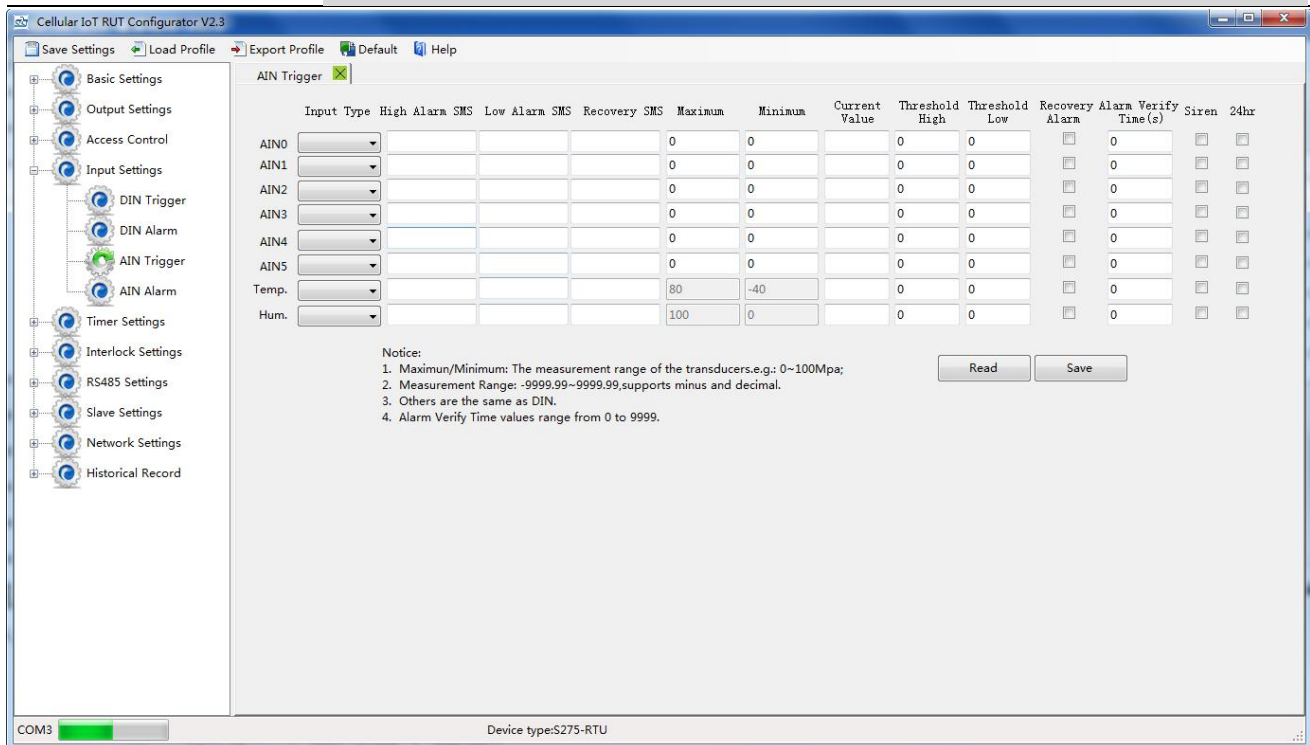 Cellular IoT RUT Configurator V2.3
Save Settings Load Profile Export Profile Default Help
Basic Settings
Output Settings
Access Control
Input Settings
DIN Trigger
DIN Alarm
AIN Trigger
AIN Alarm
Timer Settings
Interlock Settings
RS485 Settings
Slave Settings
Network Settings
Historical Record
AIN Trigger
Input Type High Alarm SMS Low Alarm SMS Recovery SMS Maximum Minimum Current Value Threshold High Threshold Low Recovery Alarm Alarm Verify Time(s) Siren 24hr
AIN0 0 0 0 0 0
AIN1 0 0 0 0 0
AIN2 0 0 0 0 0
AIN3 0 0 0 0 0
AIN4 0 0 0 0 0
AIN5 0 0 0 0 0
Temp. 80 -40 0 0 0
Hum. 100 0 0 0 0
Notice:
1. Maximun/Minimum: The measurement range of the transducers.e.g.: 0~100Mpa;
2. Measurement Range: -9999.99~9999.99,supports minus and decimal.
3. Others are the same as DIN.
4. Alarm Verify Time values range from 0 to 9999.
Read Save
COM3 Device type:S275-RTU